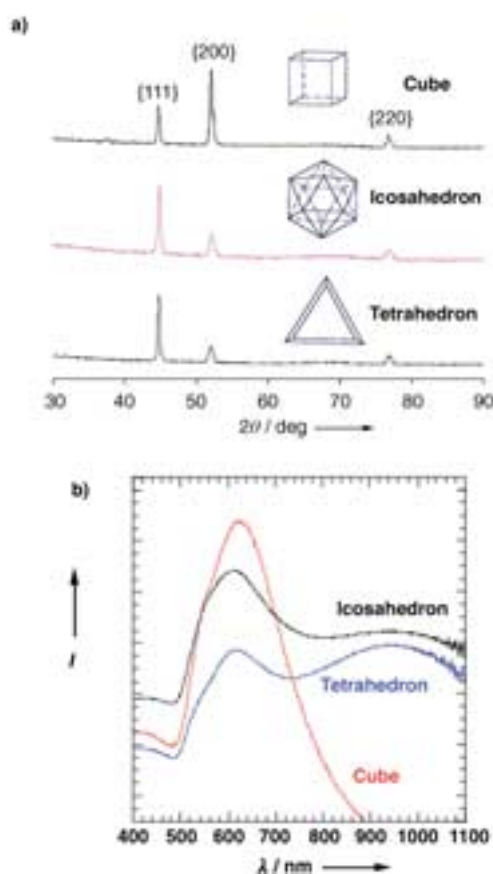 a)
{200}
{111}
Cube
{220}
Icosahedron
Tetrahedron
30 40 50 60 70 80 90
2θ / deg
b)
Icosahedron
I
Tetrahedron
Cube
400 500 600 700 800 900 1000 1100
λ / nm